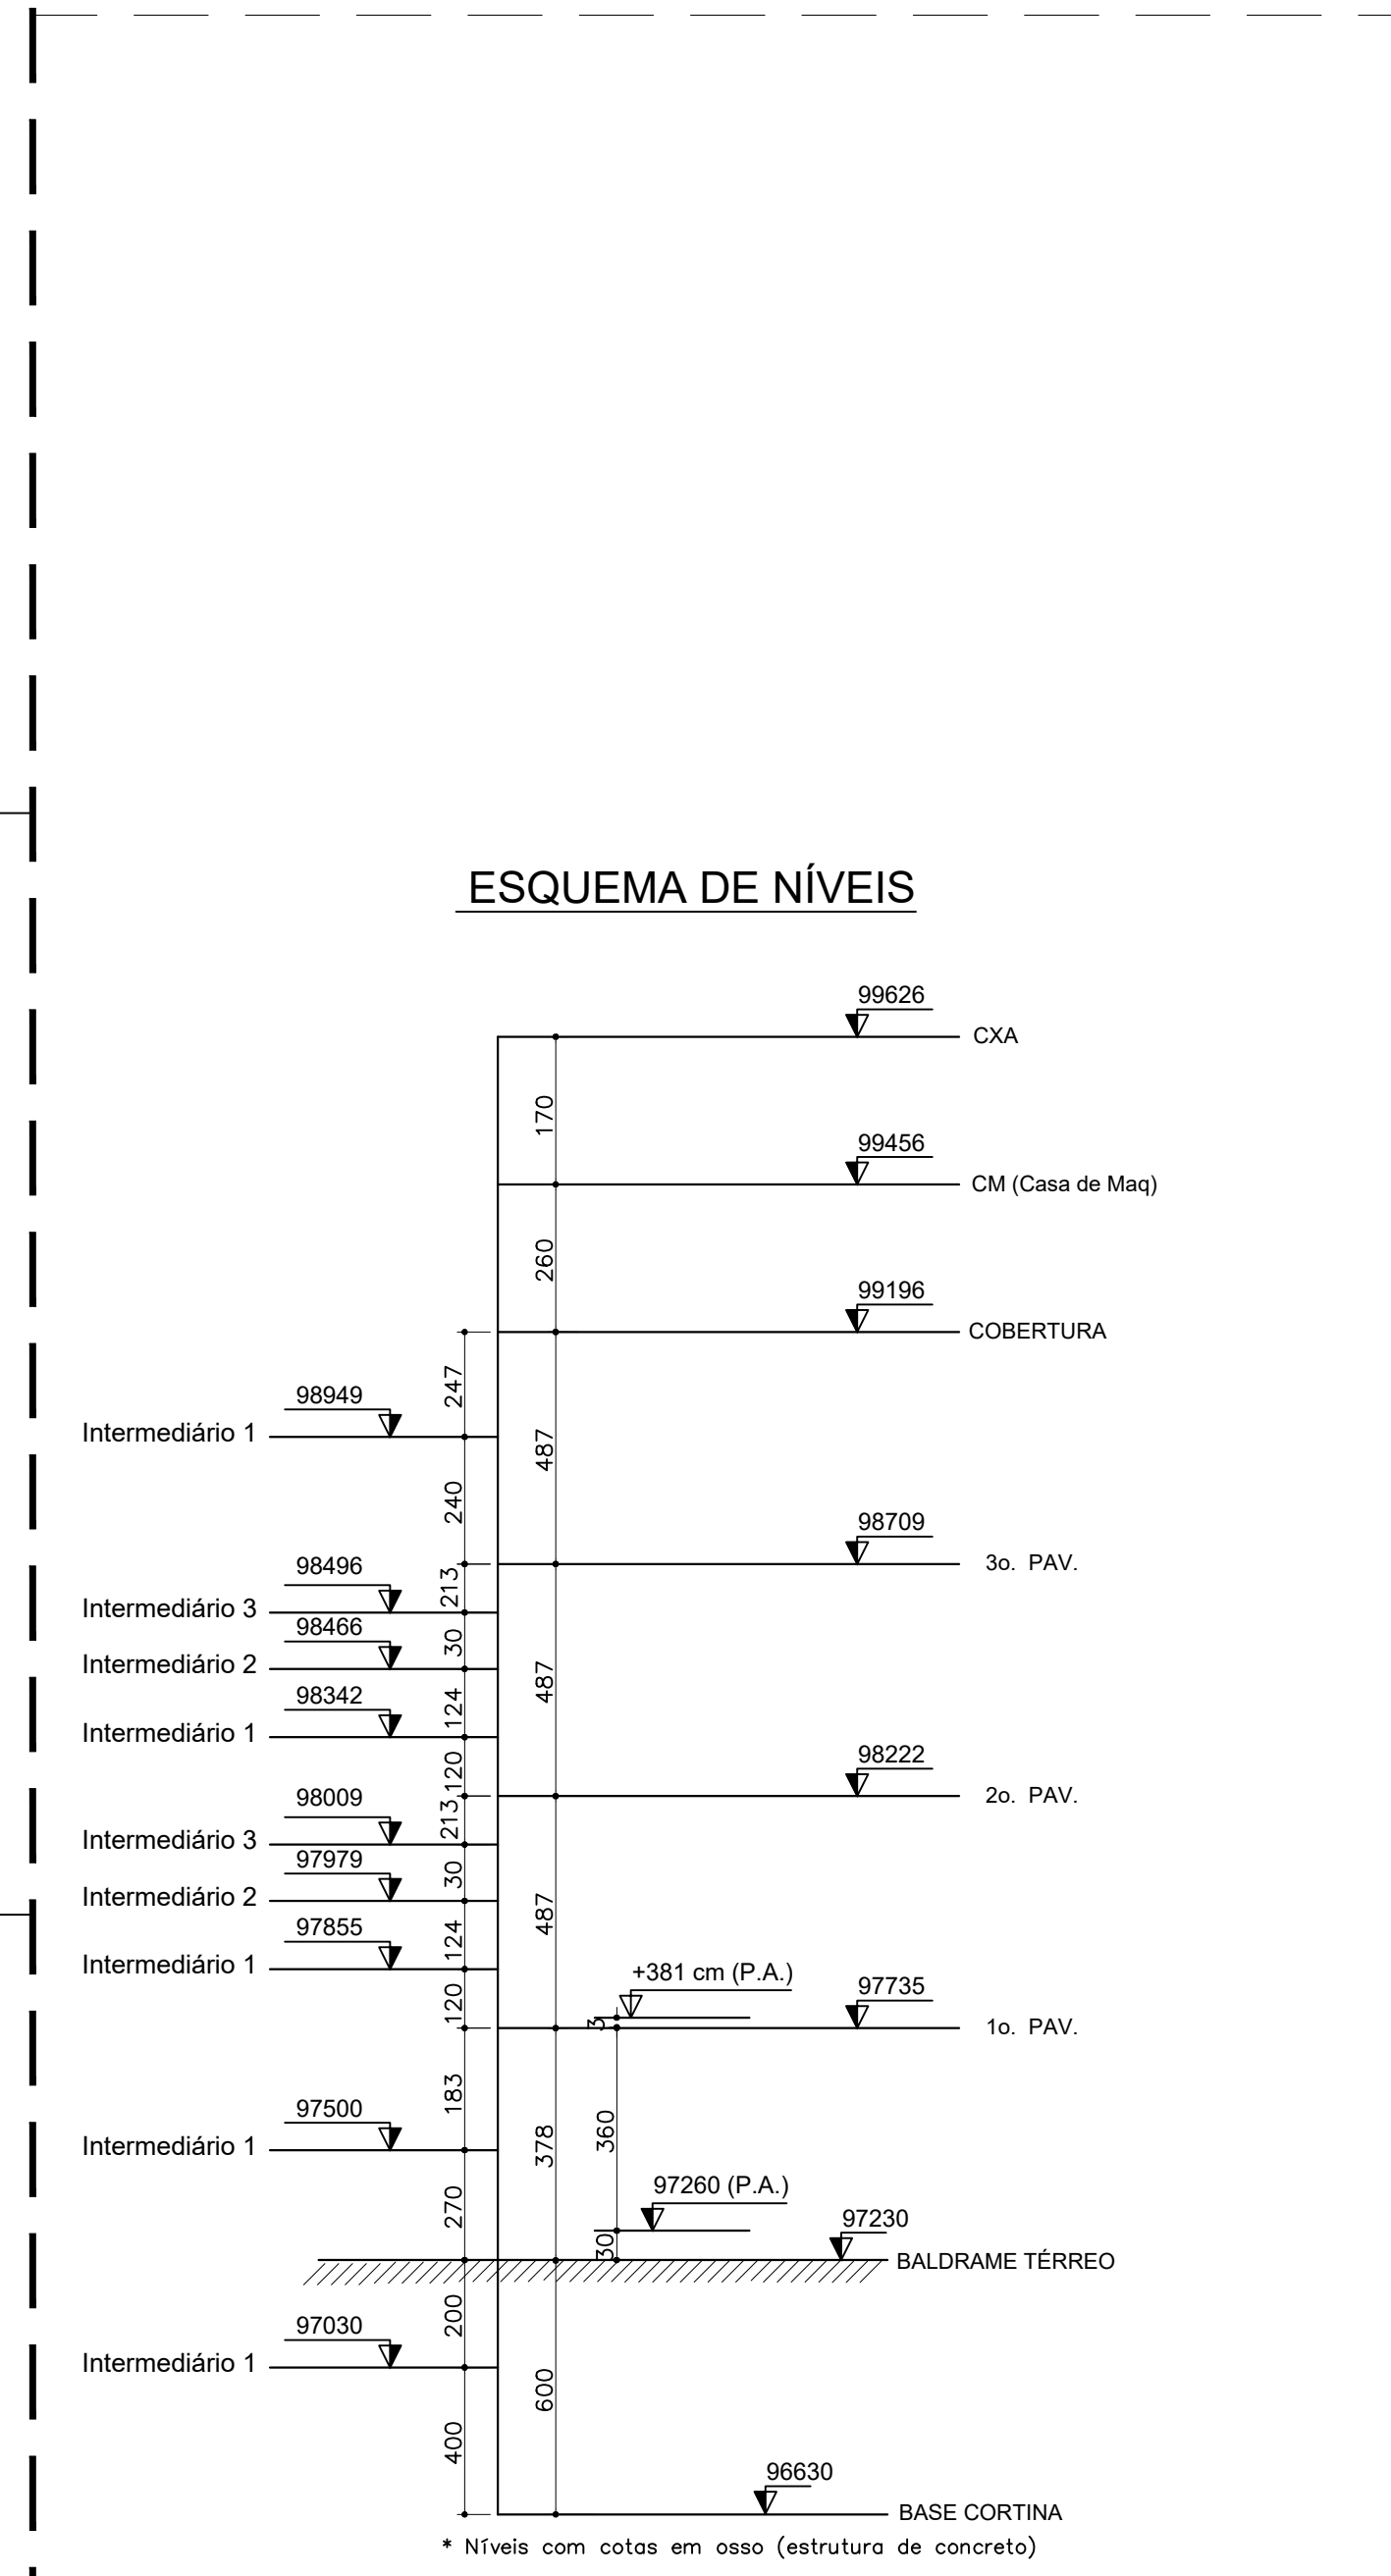 ESQUEMA DE NÍVEIS
99626
CXA
170
99456
CM (Casa de Maq)
260
99196
COBERTURA
247
98949
Intermediário 1
487
240
98709
3o. PAV.
98496
213
Intermediário 3
98466
30
Intermediário 2
487
98342
124
Intermediário 1
120
98222
2o. PAV.
98009
213
Intermediário 3
97979
30
Intermediário 2
487
97855
124
Intermediário 1
+381 cm (P.A.)
97735
120
3
1o. PAV.
183
97500
360
378
Intermediário 1
97260 (P.A.)
270
97230
30
BALDRAME TÉRREO
200
97030
Intermediário 1
600
400
96630
BASE CORTINA
* Níveis com cotas em osso (estrutura de concreto)